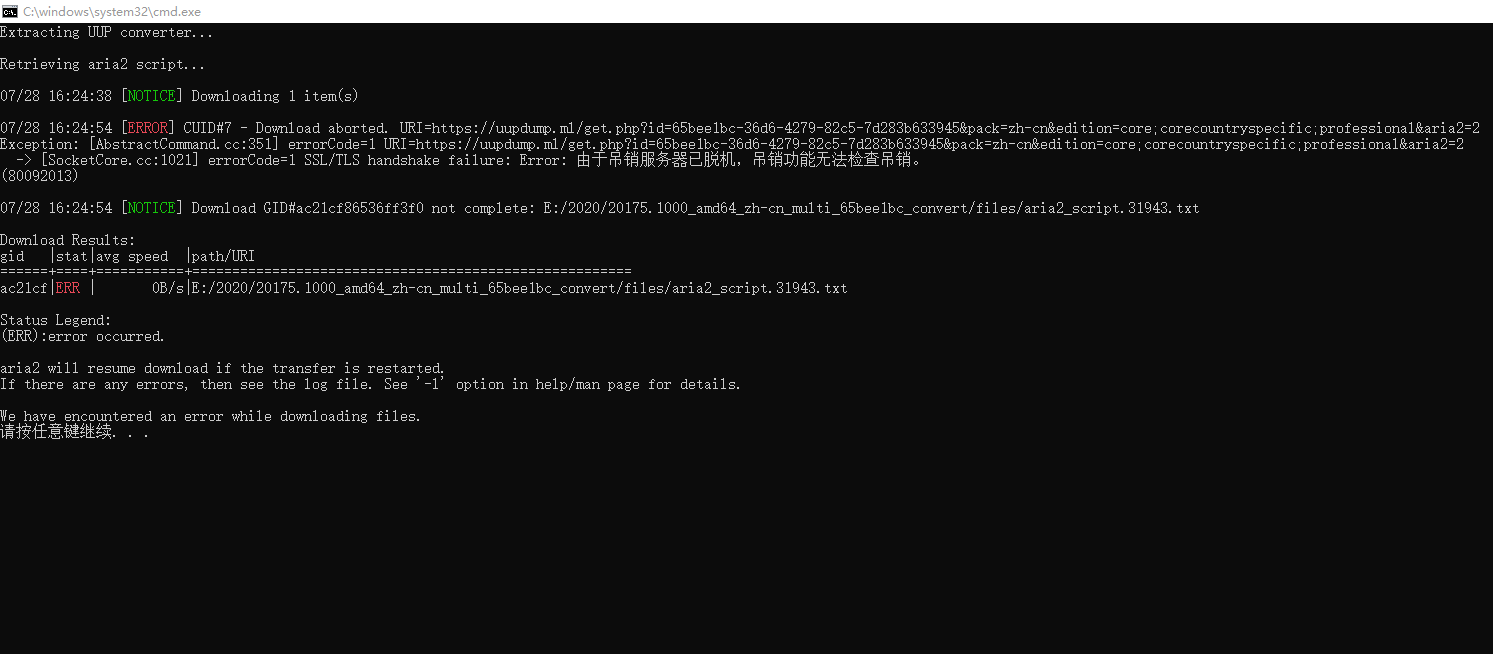 C:\windows\system32\cmd.exe
Extracting UUP converter...
Retrieving aria2 script...
07/28 16:24:38 [NOTICE] Downloading 1 item(s)
07/28 16:24:54 [ERROR] CUID#7 - Download aborted. URI=https://uupdump.ml/get.php?id=65bee1bc-36d6-4279-82c5-7d283b633945&pack=zh-cn&edition=core;corecountryspecific;professional&aria2=2
Exception: [AbstractCommand.cc:351] errorCode=1 URI=https://uupdump.ml/get.php?id=65bee1bc-36d6-4279-82c5-7d283b633945&pack=zh-cn&edition=core;corecountryspecific;professional&aria2=2
  -> [SocketCore.cc:1021] errorCode=1 SSL/TLS handshake failure: Error: 由于吊销服务器已脱机，吊销功能无法检查吊销。
(80092013)
07/28 16:24:54 [NOTICE] Download GID#ac21cf86536ff3f0 not complete: E:/2020/20175.1000_amd64_zh-cn_multi_65bee1bc_convert/files/aria2_script.31943.txt
Download Results:
gid   |stat|avg speed  |path/URI
======+====+===========+=======================================================
ac21cf|ERR |       0B/s|E:/2020/20175.1000_amd64_zh-cn_multi_65bee1bc_convert/files/aria2_script.31943.txt
Status Legend:
(ERR):error occurred.
aria2 will resume download if the transfer is restarted.
If there are any errors, then see the log file. See '-l' option in help/man page for details.
We have encountered an error while downloading files.
请按任意键继续. . .